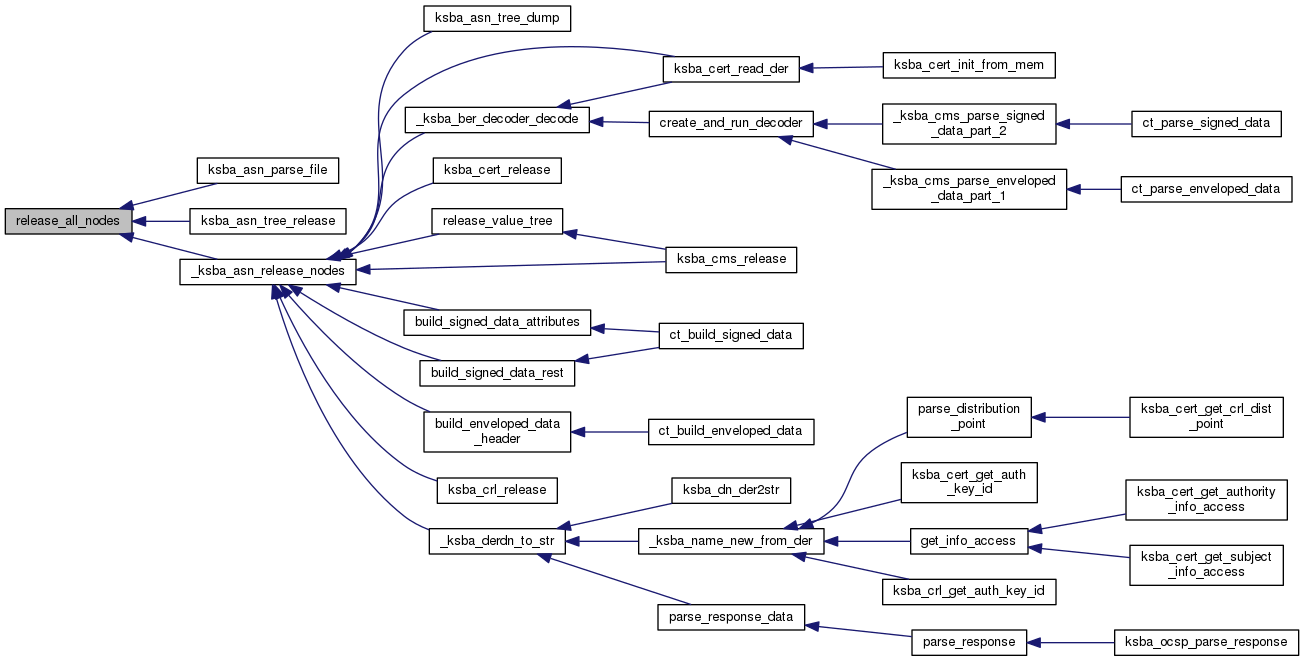 ksba_asn_tree_dump
ksba_cert_read_der
ksba_cert_init_from_mem
_ksba_ber_decoder_decode
create_and_run_decoder
_ksba_cms_parse_signed
_data_part_2
ct_parse_signed_data
ksba_asn_parse_file
ksba_cert_release
_ksba_cms_parse_enveloped
_data_part_1
ct_parse_enveloped_data
release_all_nodes
ksba_asn_tree_release
release_value_tree
_ksba_asn_release_nodes
ksba_cms_release
build_signed_data_attributes
ct_build_signed_data
build_signed_data_rest
build_enveloped_data
_header
ct_build_enveloped_data
parse_distribution
_point
ksba_cert_get_crl_dist
_point
ksba_crl_release
ksba_dn_der2str
ksba_cert_get_auth
_key_id
ksba_cert_get_authority
_info_access
_ksba_derdn_to_str
_ksba_name_new_from_der
get_info_access
ksba_cert_get_subject
_info_access
ksba_crl_get_auth_key_id
parse_response_data
parse_response
ksba_ocsp_parse_response